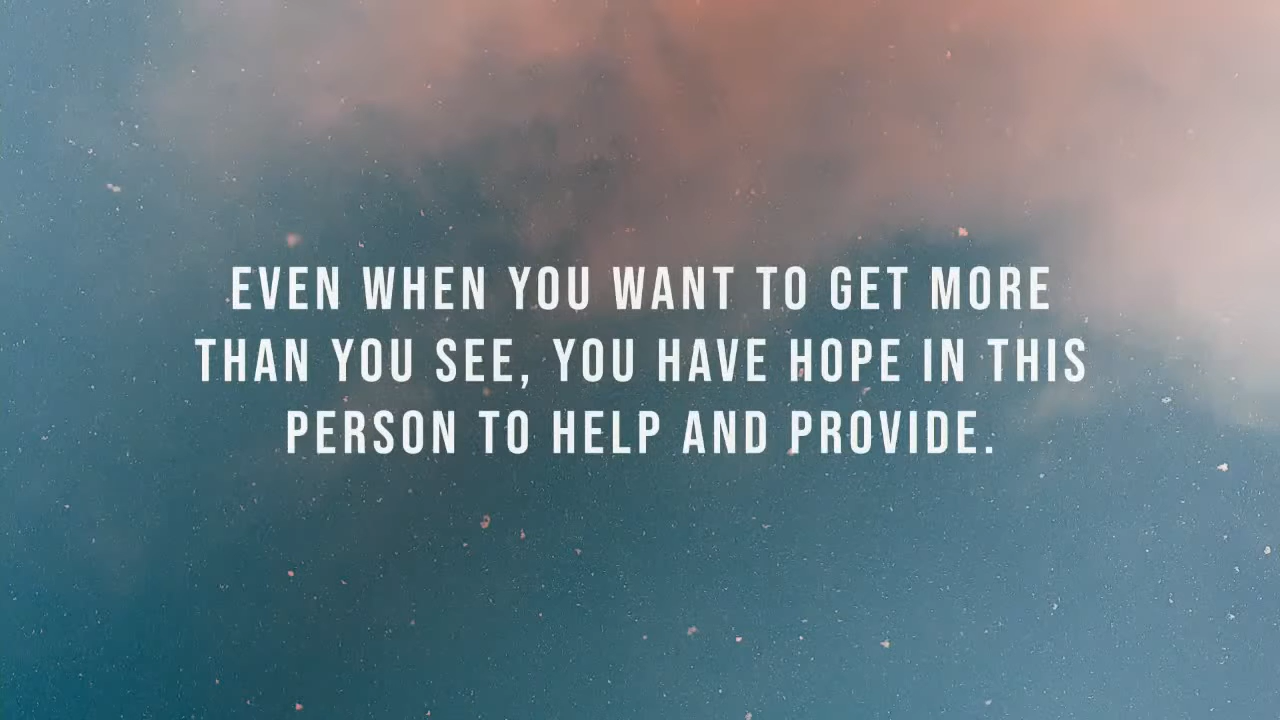 EVEN WHEN YOU WANT TO GET MORE
THAN YOU SEE, YOU HAVE HOPE IN THIS
PERSON TO HELP AND PROVIDE.